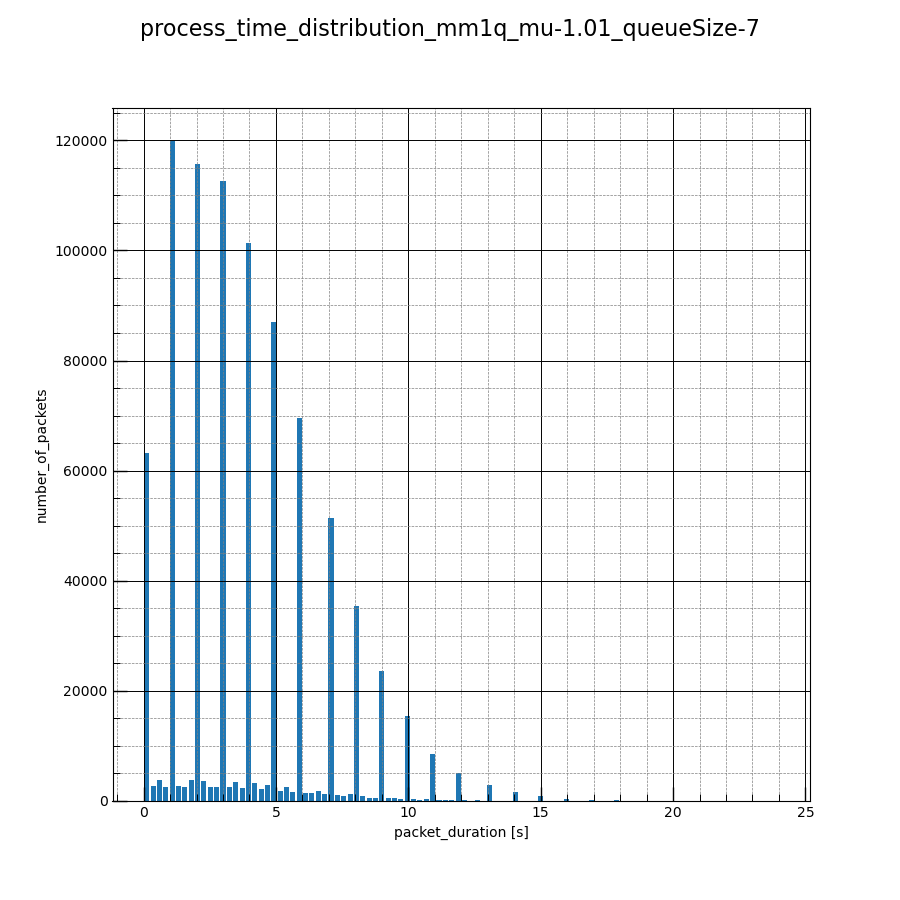 process_time_distribution_mm1q_mu-1.01_queueSize-7
120000
100000
80000
60000
40000
20000
0
number_of_packets
0 5 10 15 20 25
packet_duration [s]